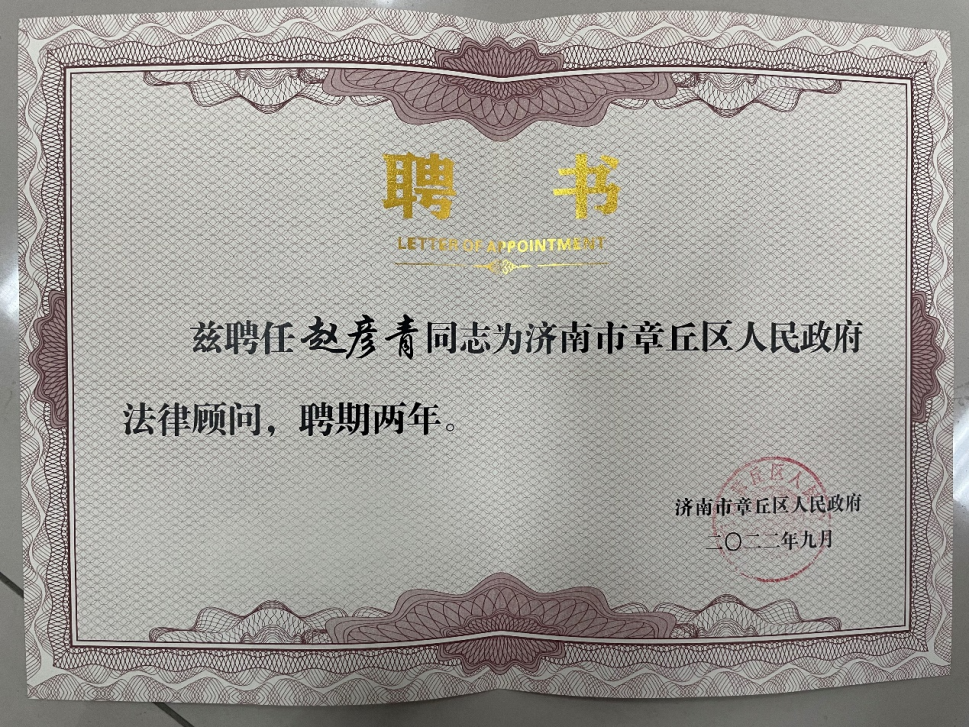 聘 书
LETTER OF APPOINTMENT
兹聘任赵彦青同志为济南市章丘区人民政府
法律顾问，聘期两年。
济南市章丘区人民政府
二〇二二年九月